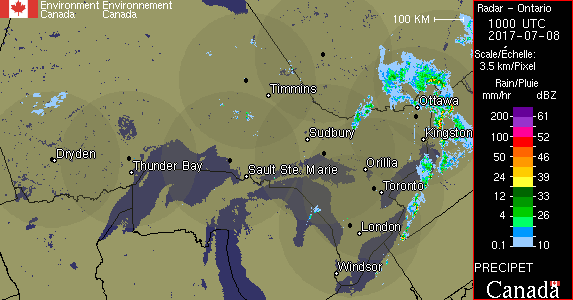 Environment Environnement
Canada Canada
100 KM
Timmins
Ottawa
Sudbury
Kingston
Dryden
Thunder Bay
Sault Ste. Marie
Orillia
Toronto
London
Windsor
Radar - Ontario
1000 UTC
2017-07-08
Scale/Échelle:
3.5 km/Pixel
Rain/Pluie
mm/hr dBZ
200 61
100 52
50 46
24 39
12 33
4 26
0.1 10
PRECIPET
Canada